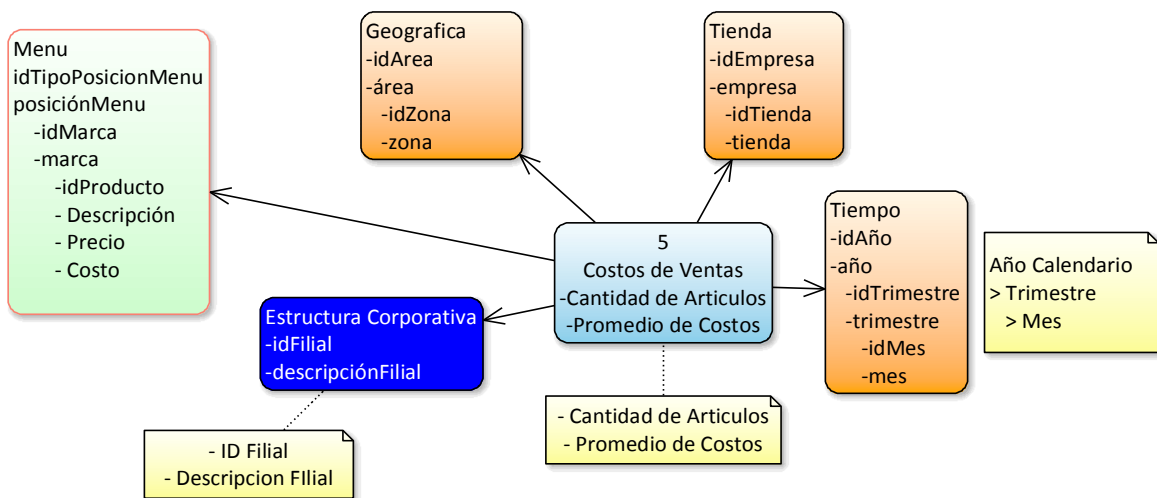 Menu
idTipoPosicionMenu
posiciónMenu
-idMarca
-marca
-idProducto
- Descripción
- Precio
- Costo
Geografica
-idArea
-área
-idZona
-zona
Tienda
-idEmpresa
-empresa
-idTienda
-tienda
5
Costos de Ventas
-Cantidad de Articulos
-Promedio de Costos
Tiempo
-idAño
-año
-idTrimestre
-trimestre
-idMes
-mes
Año Calendario
> Trimestre
> Mes
Estructura Corporativa
-idFilial
-descripciónFilial
- Cantidad de Articulos
- Promedio de Costos
- ID Filial
- Descripcion FIlial